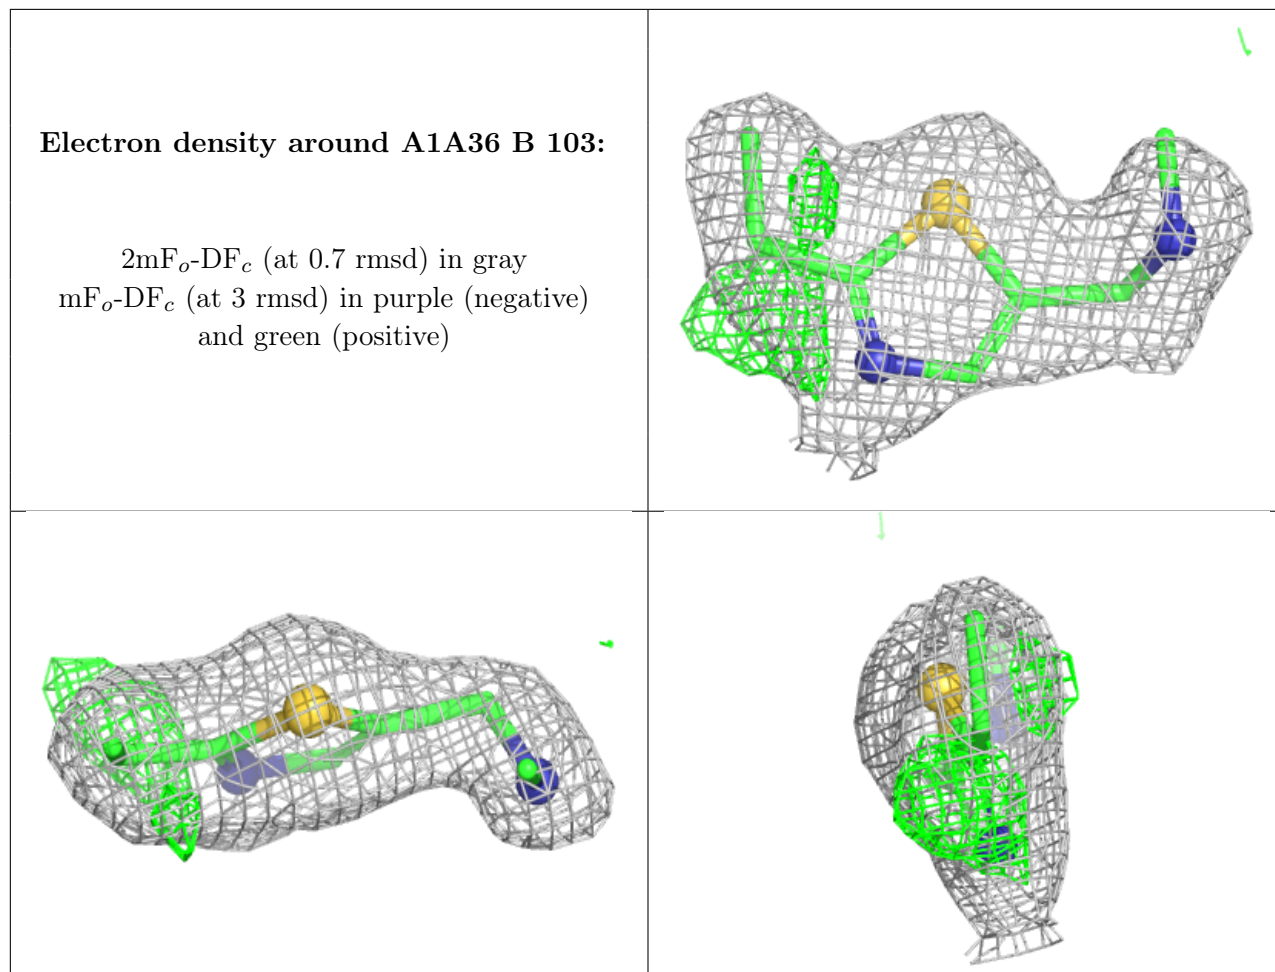 Electron density around A1A36 B 103:
2mFo-DFc (at 0.7 rmsd) in gray
mFo-DFc (at 3 rmsd) in purple (negative)
and green (positive)